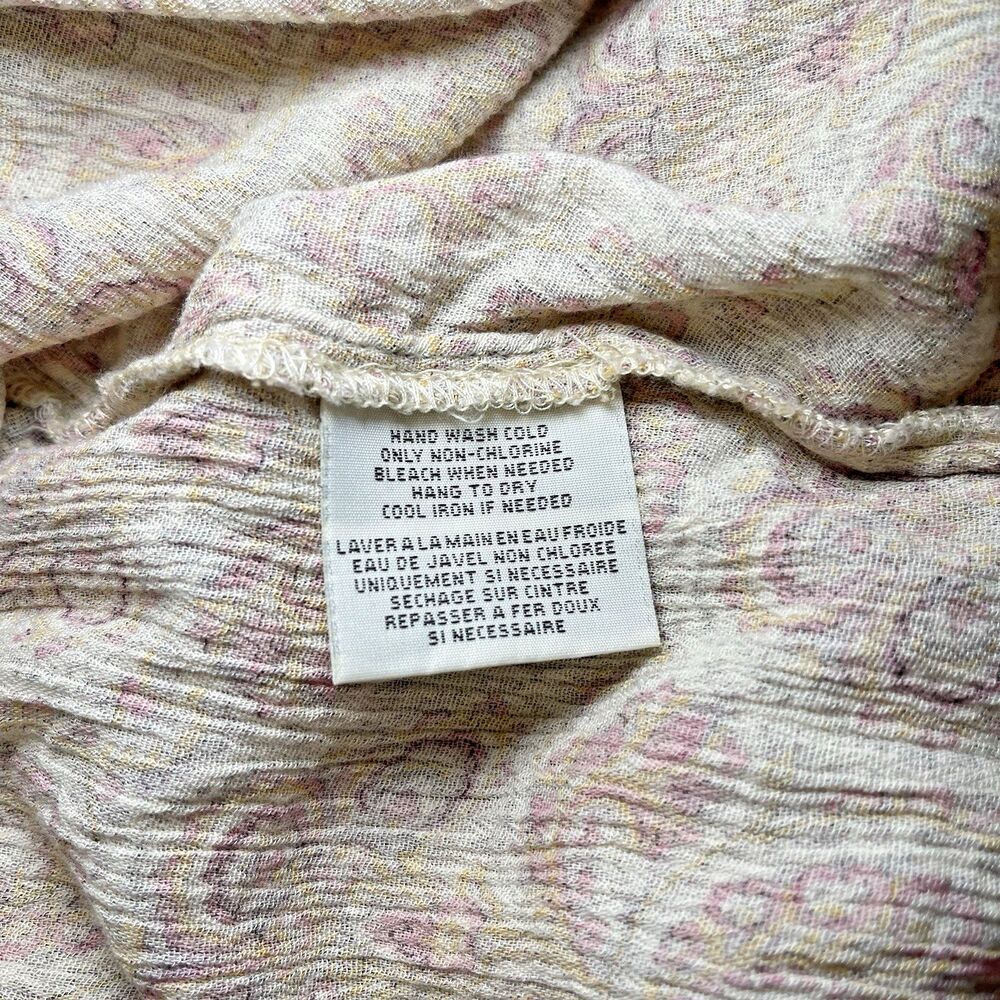 HAND WASH COLD
ONLY NON-CHLORINE
BLEACH WHEN NEEDED
HANG TO DRY
COOL IRON IF NEEDED
LAVER A LA MAIN EN EAU FROIDE
EAU DE JAVEL NON CHLOREE
UNIQUEMENT SI NECESSAIRE
SECHAGE SUR CINTRE
REPASSER A FER DOUX
SI NECESSAIRE